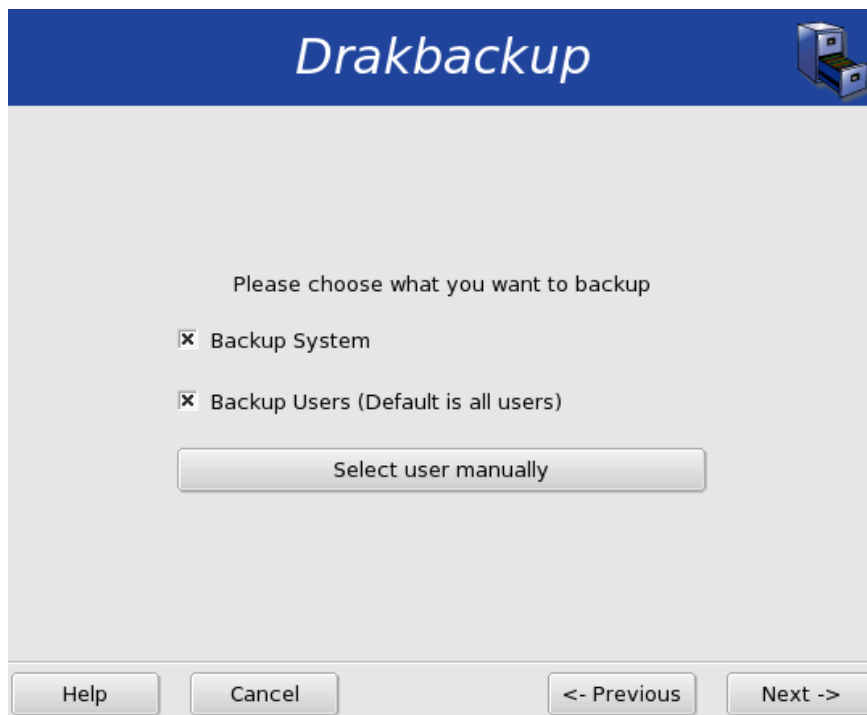 Drakbackup
Please choose what you want to backup
Backup System
Backup Users (Default is all users)
Select user manually
Help
Cancel
<- Previous
Next ->